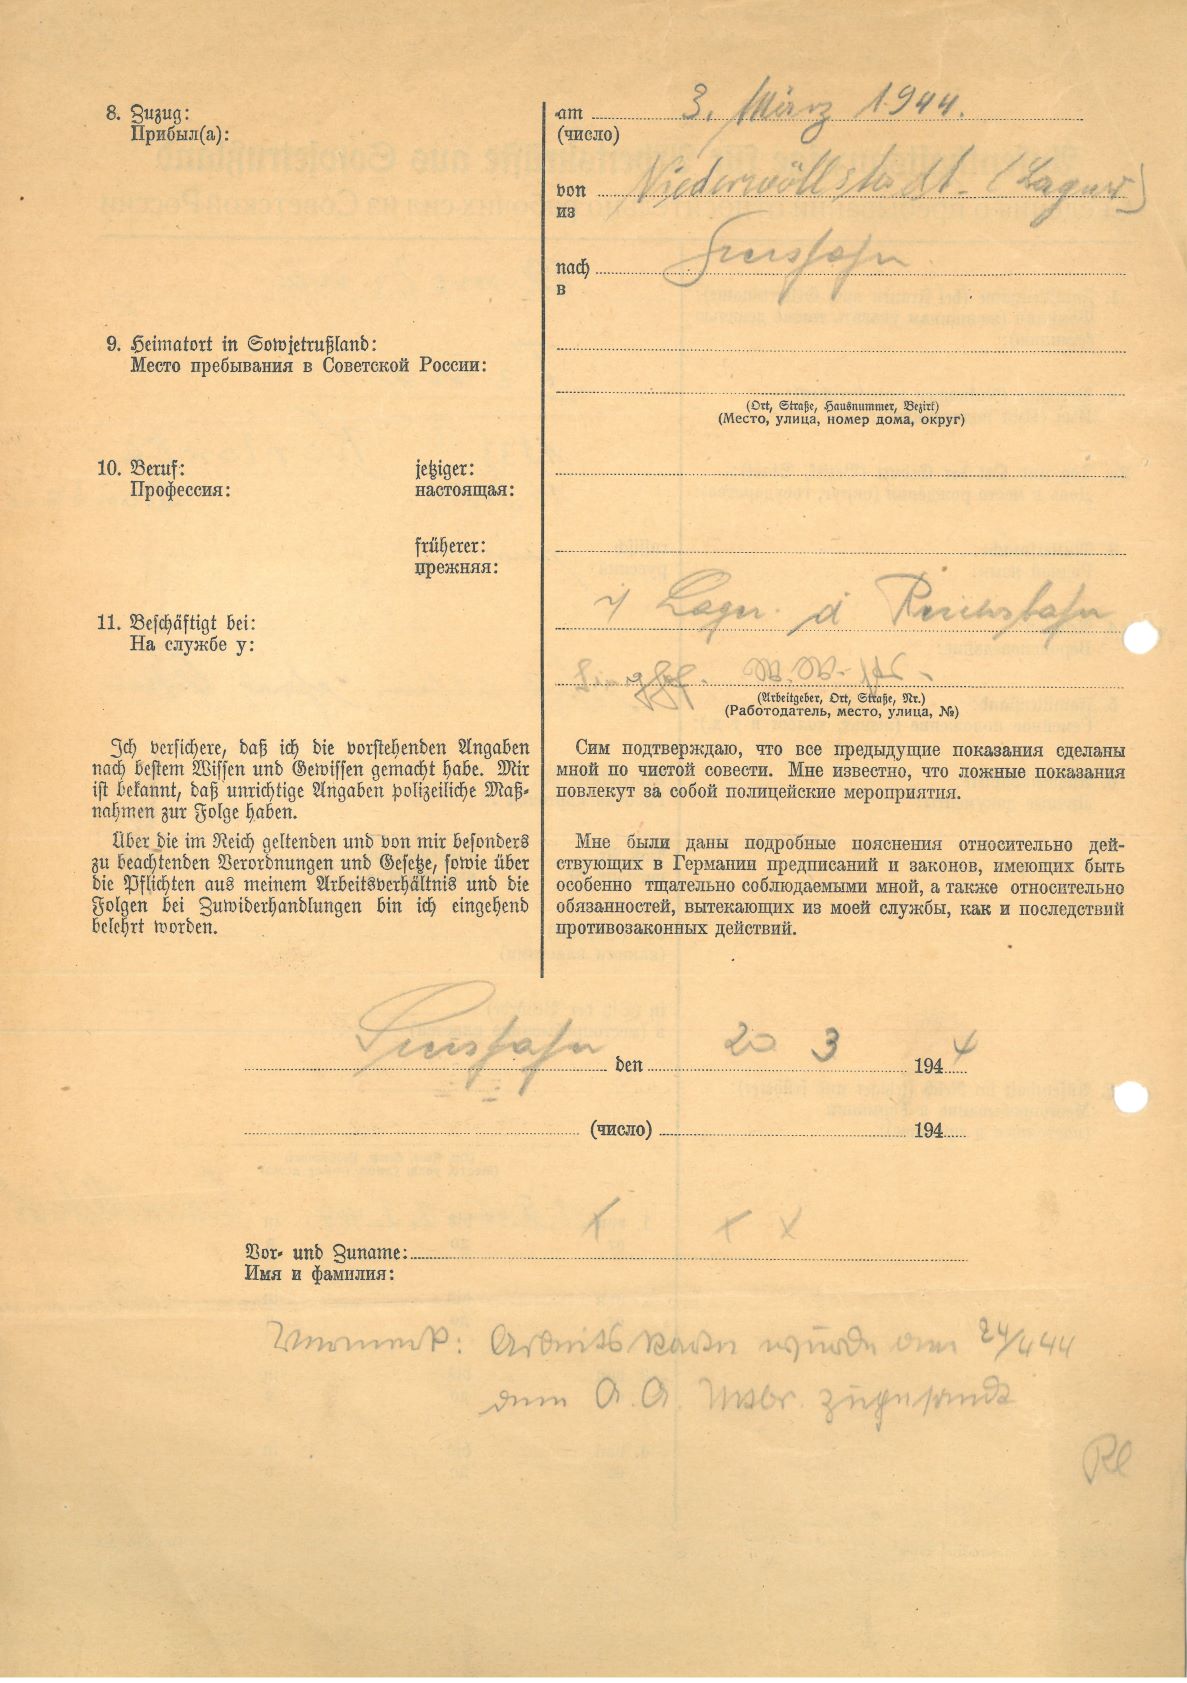 8. Zuzug:
Прибыл(а):
am 3. März 1944.
(число)
von Niederwöllstadt (Lager)
из
nach
в
9. Heimatort in Sowjetrußland:
Место пребывания в Советской России:
(Ort, Straße, Hausnummer, Bezirk)
(Место, улица, номер дома, округ)
10. Beruf: jetziger:
Профессия: настоящая:
früherer:
прежняя:
11. Beschäftigt bei: Lager d Reichsbahn
На службе у:
(Arbeitgeber, Ort, Straße, Nr.)
(Работодатель, место, улица, №)
Ich versichere, daß ich die vorstehenden Angaben
nach bestem Wissen und Gewissen gemacht habe. Mir
ist bekannt, daß unrichtige Angaben polizeiliche Maß-
nahmen zur Folge haben.
Über die im Reich geltenden und von mir besonders
zu beachtenden Verordnungen und Gesetze, sowie über
die Pflichten aus meinem Arbeitsverhältnis und die
Folgen bei Zuwiderhandlungen bin ich eingehend
belehrt worden.
Сим подтверждаю, что все предыдущие показания сделаны
мной по чистой совести. Мне известно, что ложные показания
повлекут за собой полицейские мероприятия.
Мне были даны подробные пояснения относительно дей-
ствующих в Германии предписаний и законов, имеющих быть
особенно тщательно соблюдаемыми мной, а также относительно
обязанностей, вытекающих из моей службы, как и последствий
противозаконных действий.
den 20 3 1944
(число) 194
x x x
Vor- und Zuname:
Имя и фамилия:
Vermerk: Arbeitskarte wurde am 24/4 44
dem A. A. zugesandt